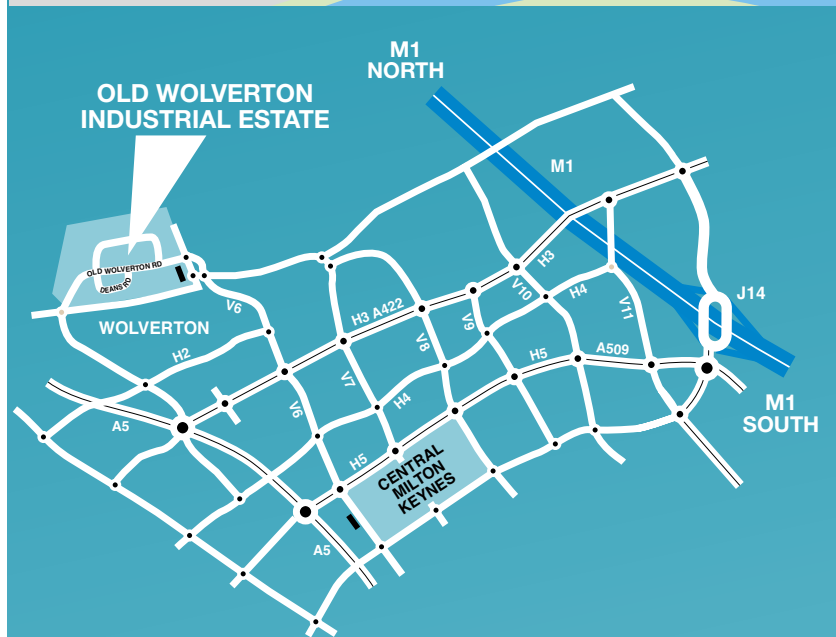 M1
NORTH
OLD WOLVERTON
INDUSTRIAL ESTATE
M1
OLD WOLVERTON RD
DEANS RD
WOLVERTON
V6
H2
H3 A422
H3
V10
H4
V11
J14
V9
V8
V7
H5
A509
A5
V6
H4
M1
SOUTH
H5
CENTRAL
MILTON
KEYNES
A5